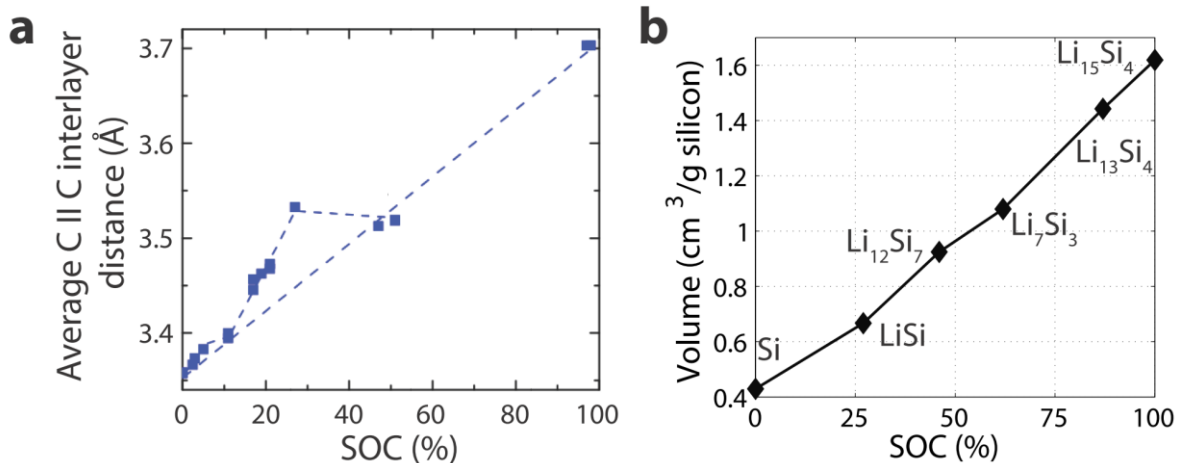 a
Average C II C interlayer
distance (Å)
3.7
3.6
3.5
3.4
0 20 40 60 80 100
SOC (%)
b
Volume (cm³/g silicon)
1.6
1.4
1.2
1
0.8
0.6
0.4
Li₁₅Si₄
Li₁₃Si₄
Li₁₂Si₇
Li₇Si₃
LiSi
Si
0 25 50 75 100
SOC (%)